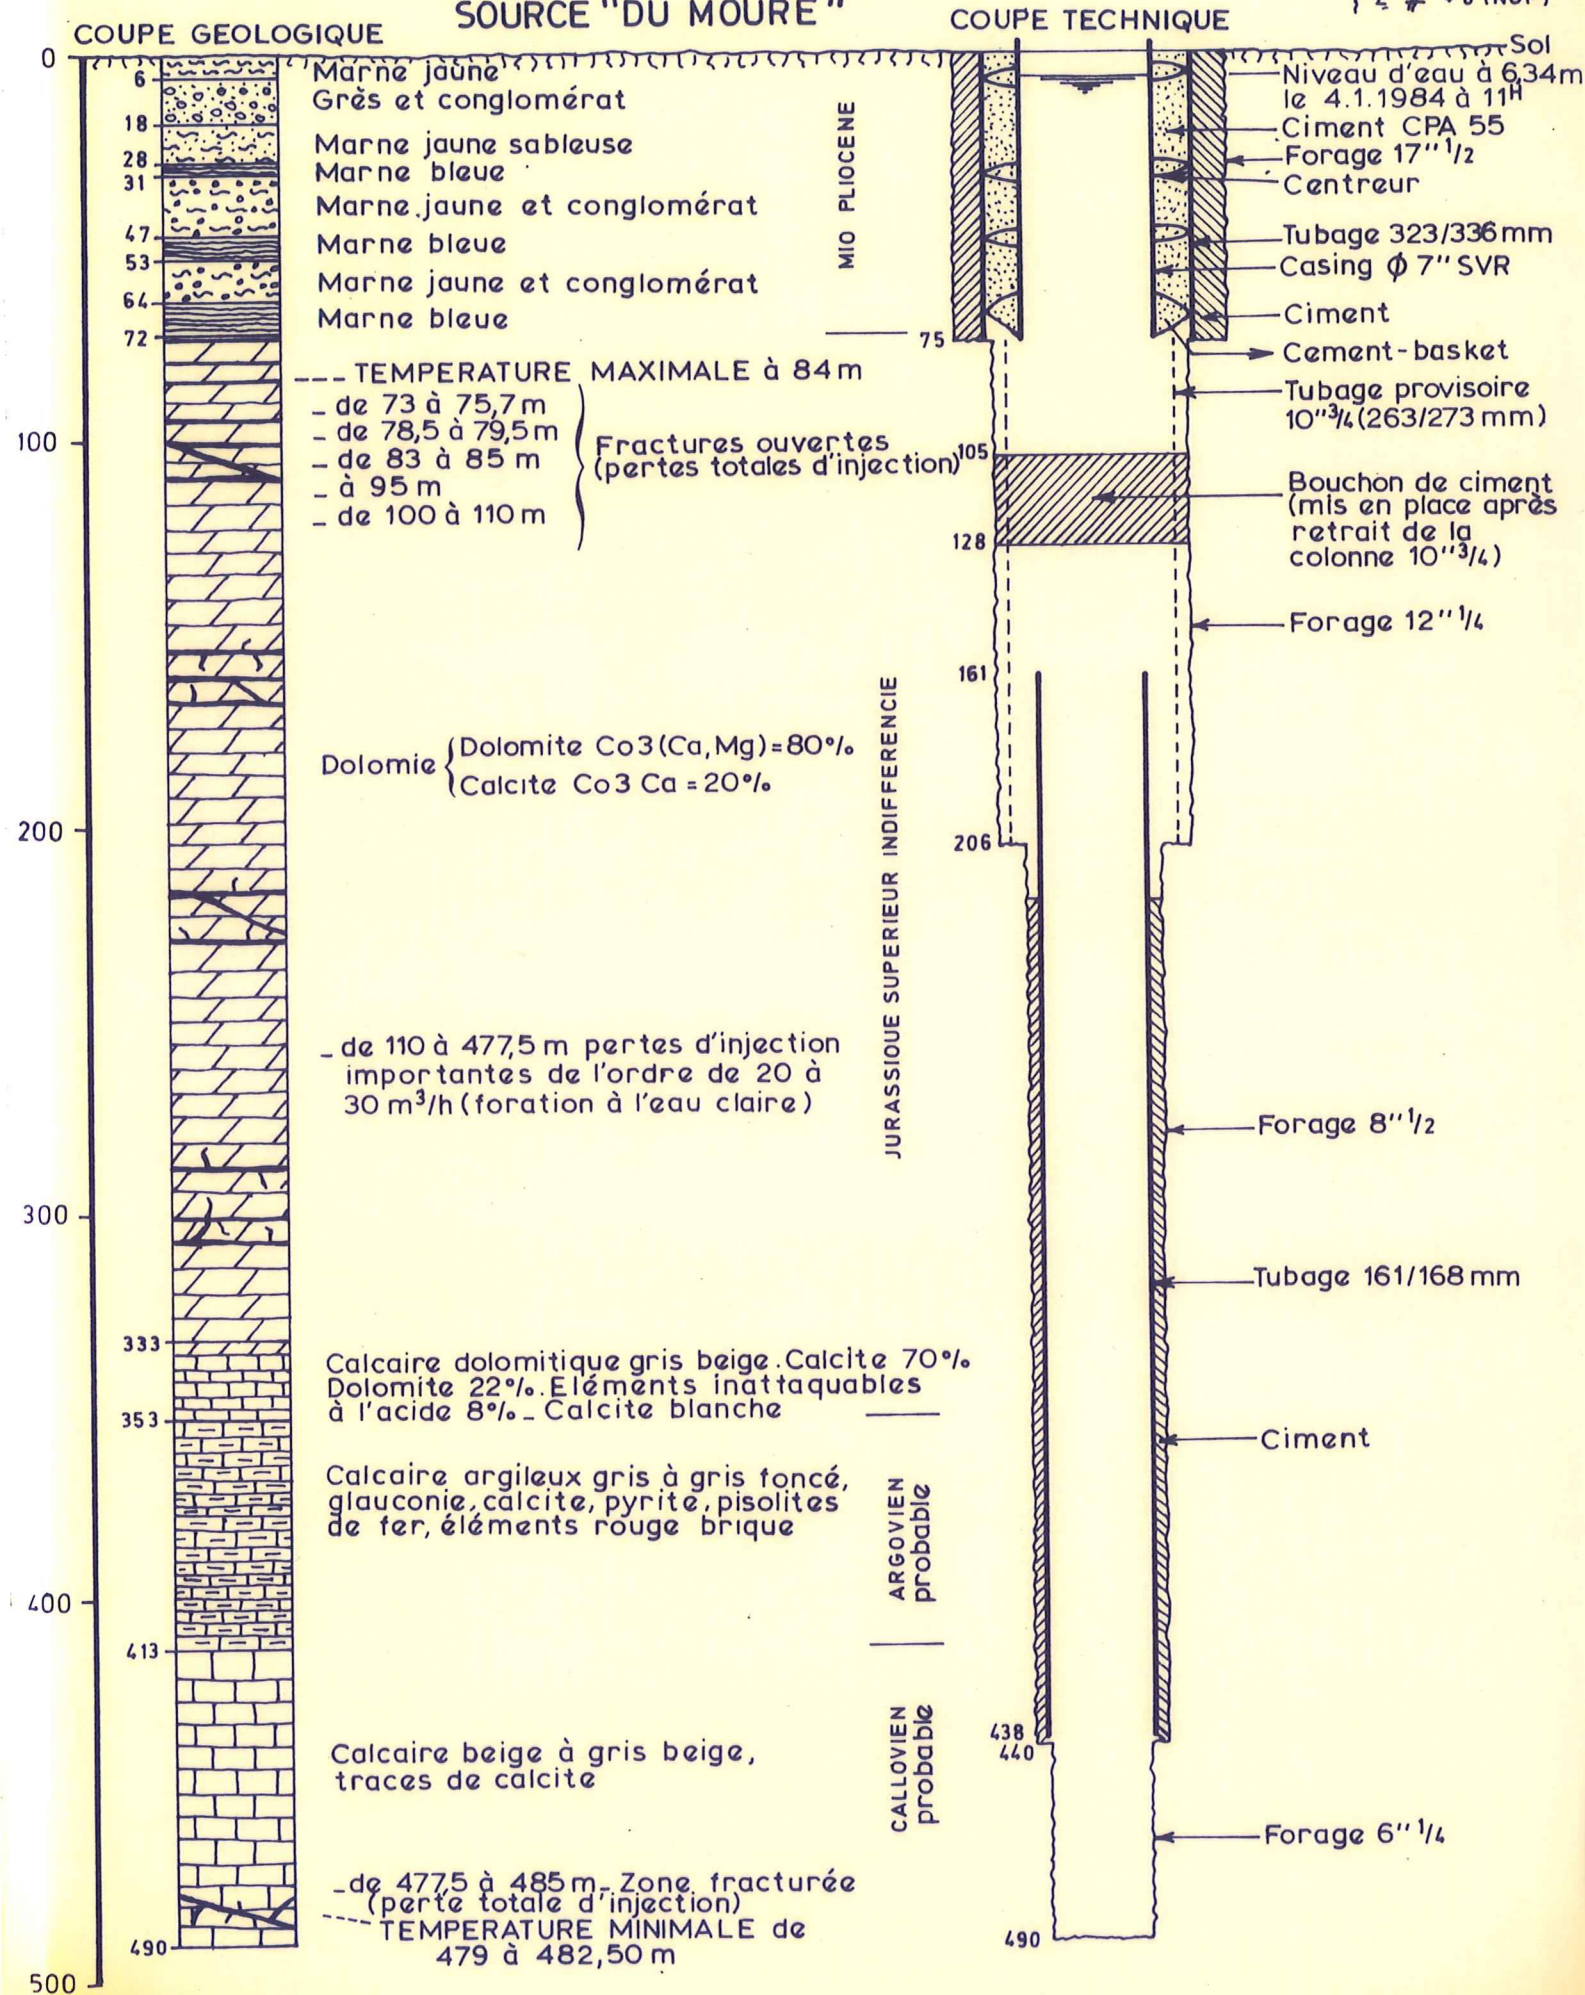 SOURCE "DU MOURE"
COUPE GEOLOGIQUE
COUPE TECHNIQUE
0
6
18
28
31
47
53
64
72
100
200
300
333
353
400
413
490
500
Marne jaune
Grès et conglomérat
Marne jaune sableuse
Marne bleue
Marne jaune et conglomérat
Marne bleue
Marne jaune et conglomérat
Marne bleue
MIO PLIOCENE
--- TEMPERATURE MAXIMALE à 84 m
- de 73 à 75,7 m
- de 78,5 à 79,5 m
- de 83 à 85 m
- à 95 m
- de 100 à 110 m
Fractures ouvertes
(pertes totales d'injection)
Dolomie
Dolomite Co3 (Ca, Mg) = 80%
Calcite Co3 Ca = 20%
JURASSIQUE SUPERIEUR INDIFFERENCIE
- de 110 à 477,5 m pertes d'injection
importantes de l'ordre de 20 à
30 m³/h (foration à l'eau claire)
Calcaire dolomitique gris beige. Calcite 70%
Dolomite 22%. Eléments inattaquables
à l'acide 8% - Calcite blanche
Calcaire argileux gris à gris foncé,
glauconie, calcite, pyrite, pisolites
de fer, éléments rouge brique
ARGOVIEN
probable
Calcaire beige à gris beige,
traces de calcite
CALLOVIEN
probable
- de 477,5 à 485 m - Zone fracturée
(perte totale d'injection)
---- TEMPERATURE MINIMALE de
479 à 482,50 m
75
105
128
161
206
438
440
490
Sol
Niveau d'eau à 6,34 m
le 4.1.1984 à 11H
Ciment CPA 55
Forage 17" 1/2
Centreur
Tubage 323/336 mm
Casing ϕ 7" SVR
Ciment
Cement-basket
Tubage provisoire
10" 3/4 (263/273 mm)
Bouchon de ciment
(mis en place après
retrait de la
colonne 10" 3/4)
Forage 12" 1/4
Forage 8" 1/2
Tubage 161/168 mm
Ciment
Forage 6" 1/4